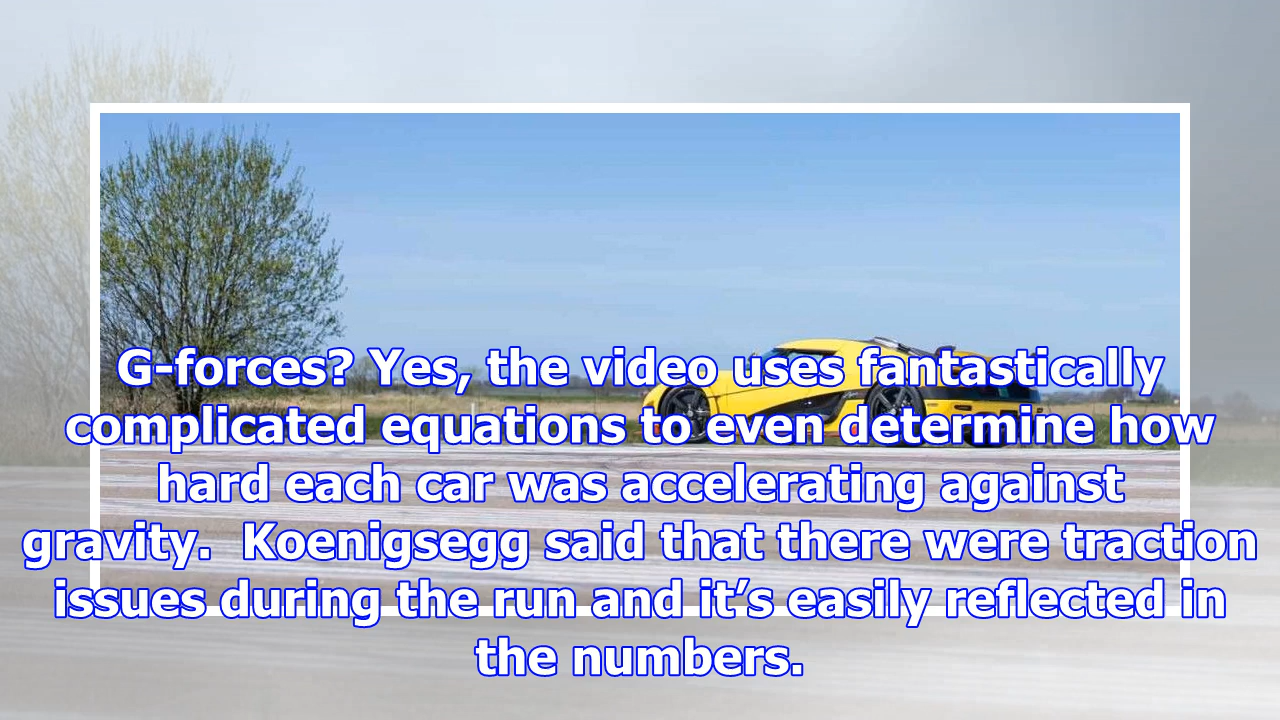 G-forces? Yes, the video uses fantastically
complicated equations to even determine how
hard each car was accelerating against
gravity.  Koenigsegg said that there were traction
issues during the run and it’s easily reflected in
the numbers.